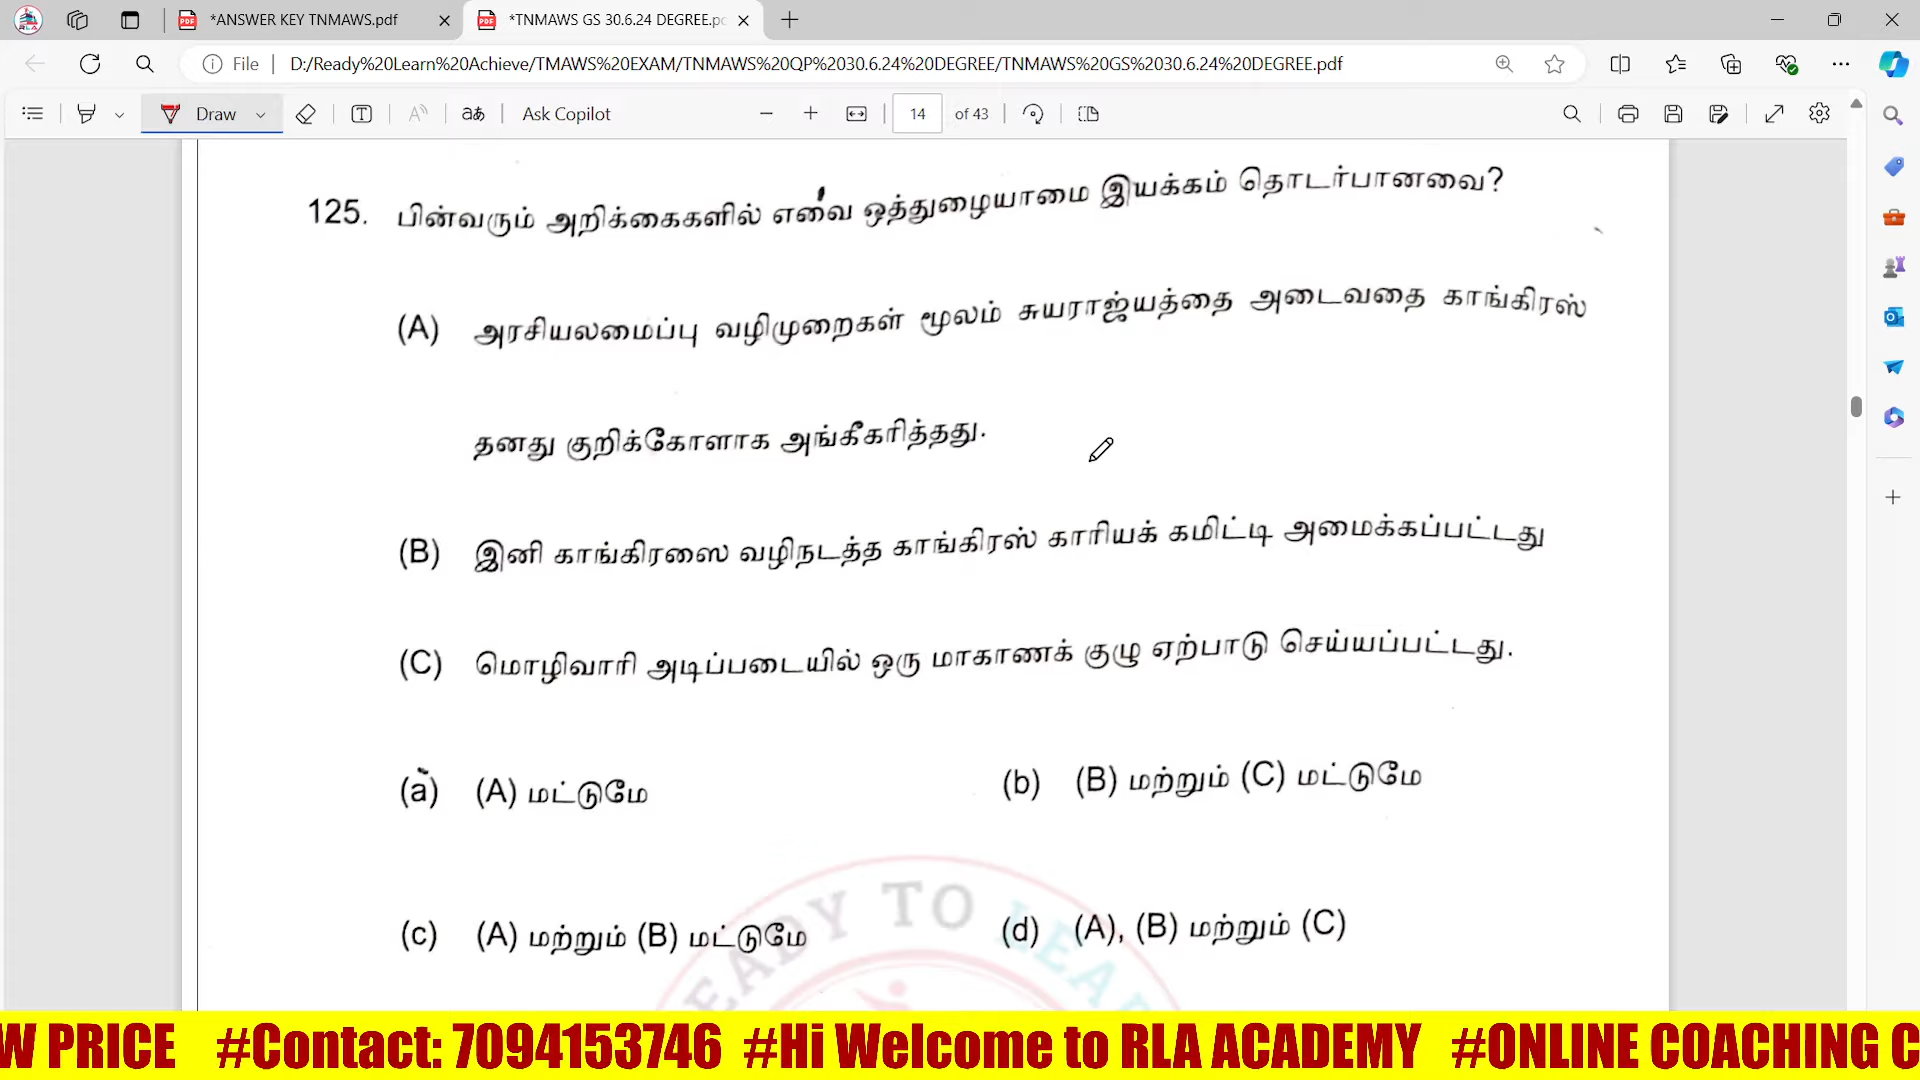 *ANSWER KEY TNMAWS.pdf
*TNMAWS GS 30.6.24 DEGREE.p
File
D:/Ready%20Learn%20Achieve/TMAWS%20EXAM/TNMAWS%20QP%2030.6.24%20DEGREE/TNMAWS%20GS%2030.6.24%20DEGREE.pdf
Draw
Ask Copilot
14 of 43
125. பின்வரும் அறிக்கைகளில் எவை ஒத்துழையாமை இயக்கம் தொடர்பானவை?
(A) அரசியலமைப்பு வழிமுறைகள் மூலம் சுயராஜ்யத்தை அடைவதை காங்கிரஸ்
தனது குறிக்கோளாக அங்கீகரித்தது.
(B) இனி காங்கிரஸை வழிநடத்த காங்கிரஸ் காரியக் கமிட்டி அமைக்கப்பட்டது
(C) மொழிவாரி அடிப்படையில் ஒரு மாகாணக் குழு ஏற்பாடு செய்யப்பட்டது.
(a) (A) மட்டுமே
(b) (B) மற்றும் (C) மட்டுமே
(c) (A) மற்றும் (B) மட்டுமே
(d) (A), (B) மற்றும் (C)
READY TO LEAR
W PRICE #Contact: 7094153746 #Hi Welcome to RLA ACADEMY #ONLINE COACHING C